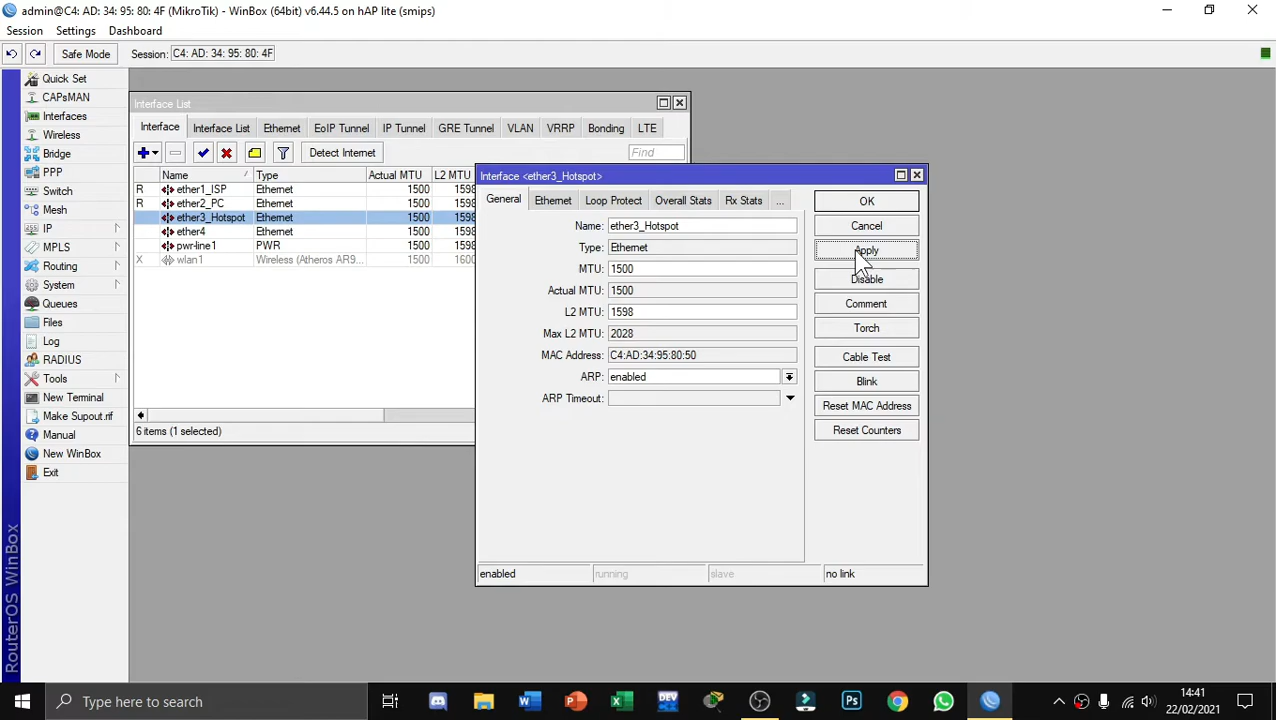 admin@C4: AD: 34: 95: 80: 4F (MikroTik) - WinBox (64bit) v6.44.5 on hAP lite (smips)
Session Settings Dashboard
Safe Mode Session: C4: AD: 34: 95: 80: 4F
Quick Set
CAPsMAN
Interfaces
Wireless
Bridge
PPP
Switch
Mesh
IP
MPLS
Routing
System
Queues
Files
Log
RADIUS
Tools
New Terminal
Make Supout.rif
Manual
New WinBox
Exit
RouterOS WinBox
Interface List
Interface Interface List Ethernet EoIP Tunnel IP Tunnel GRE Tunnel VLAN VRRP Bonding LTE
Detect Internet Find
Name / Type Actual MTU L2 MTU
R ether1_ISP Ethernet 1500 1598
R ether2_PC Ethernet 1500 1598
ether3_Hotspot Ethernet 1500 1598
ether4 Ethernet 1500 1598
pwr-line1 PWR 1500 1598
X wlan1 Wireless (Atheros AR9... 1500 1600
6 items (1 selected)
Interface <ether3_Hotspot>
General Ethernet Loop Protect Overall Stats Rx Stats ...
Name: ether3_Hotspot
Type: Ethernet
MTU: 1500
Actual MTU: 1500
L2 MTU: 1598
Max L2 MTU: 2028
MAC Address: C4:AD:34:95:80:50
ARP: enabled
ARP Timeout:
OK
Cancel
Apply
Disable
Comment
Torch
Cable Test
Blink
Reset MAC Address
Reset Counters
enabled running slave no link
Type here to search
W P X DEV Ps
14:41
22/02/2021